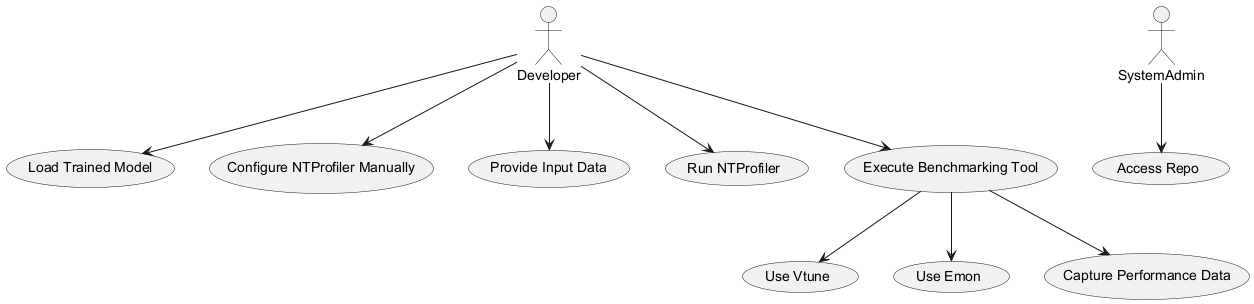 Developer
SystemAdmin
Load Trained Model
Configure NTProfiler Manually
Provide Input Data
Run NTProfiler
Execute Benchmarking Tool
Access Repo
Use Vtune
Use Emon
Capture Performance Data